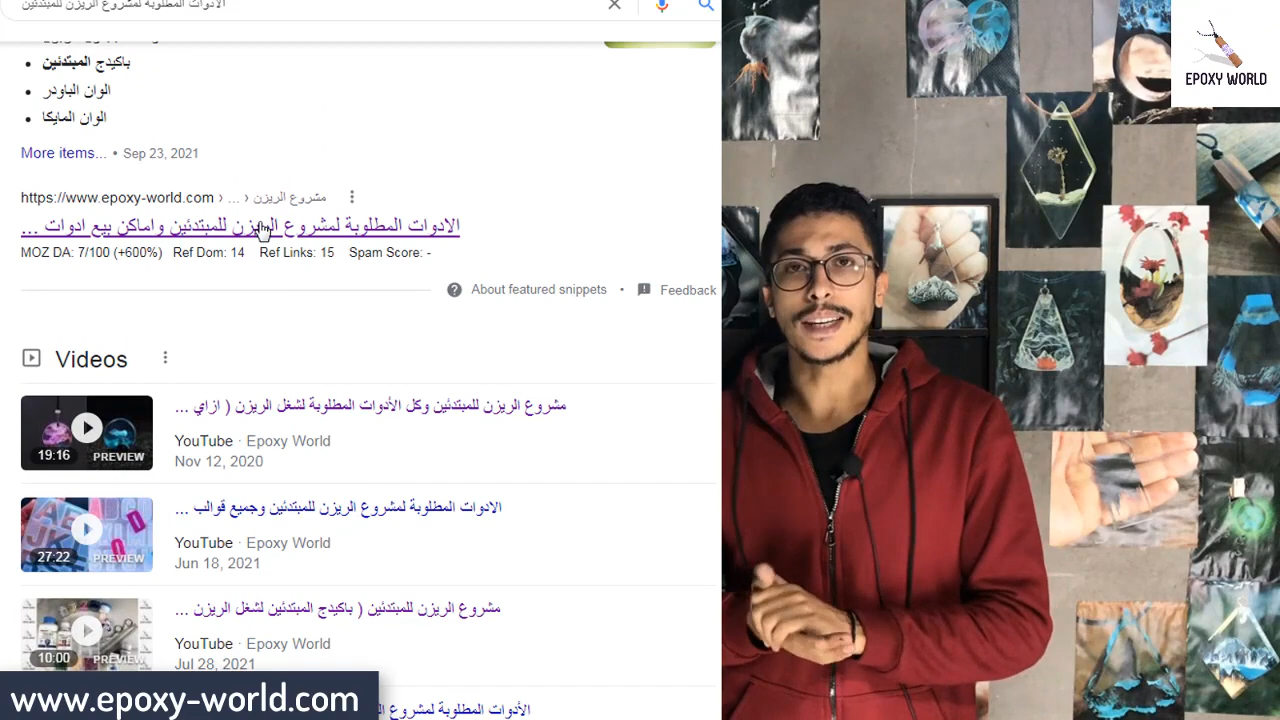 الادوات المطلوبة لمشروع الريزن للمبتدئين
باكيدج المبتدئين
الوان الباودر
الوان المايكا
More items... • Sep 23, 2021
https://www.epoxy-world.com › ... › مشروع الريزن
الادوات المطلوبة لمشروع الريزن للمبتدئين واماكن بيع ادوات ...
MOZ DA: 7/100 (+600%) Ref Dom: 14 Ref Links: 15 Spam Score: -
About featured snippets • Feedback
Videos
مشروع الريزن للمبتدئين وكل الأدوات المطلوبة لشغل الريزن ( ازاي ...
YouTube · Epoxy World
Nov 12, 2020
19:16 PREVIEW
الادوات المطلوبة لمشروع الريزن للمبتدئين وجميع قوالب ...
YouTube · Epoxy World
Jun 18, 2021
27:22 PREVIEW
مشروع الريزن للمبتدئين ( باكيدج المبتدئين لشغل الريزن ...
YouTube · Epoxy World
Jul 28, 2021
10:00 PREVIEW
www.epoxy-world.com
EPOXY WORLD